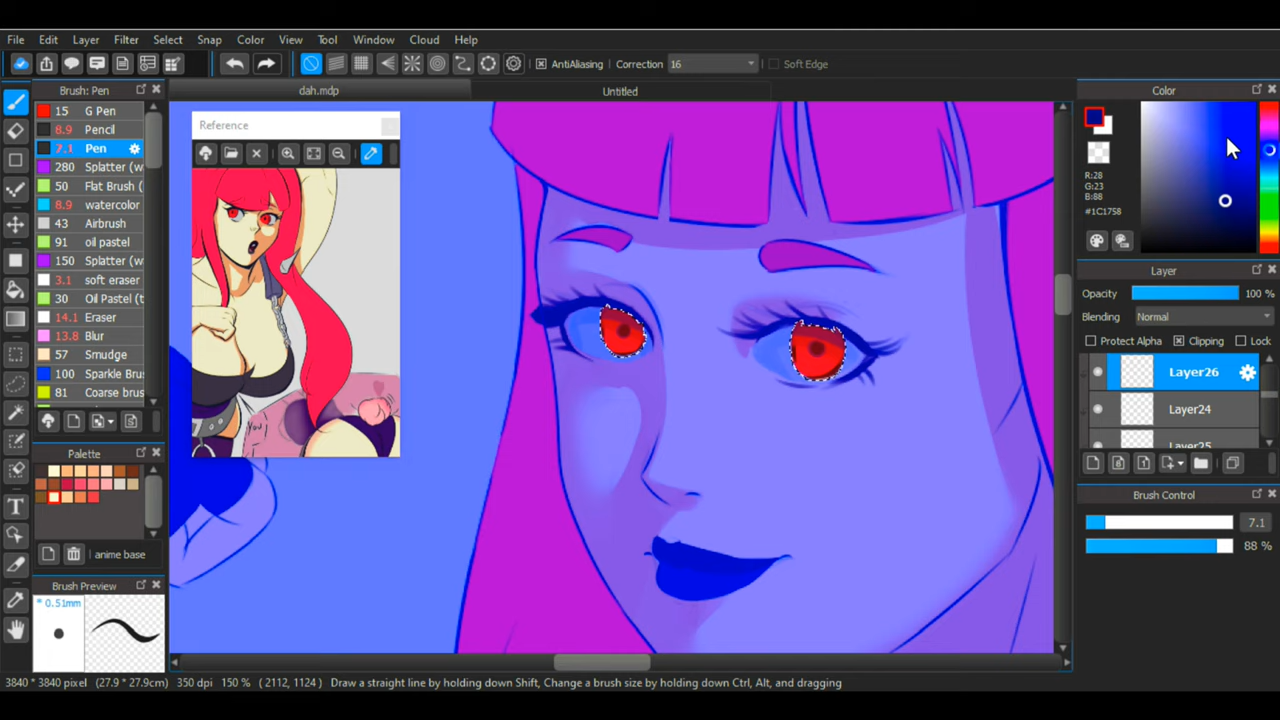 File Edit Layer Filter Select Snap Color View Tool Window Cloud Help
AntiAliasing Correction 16 Soft Edge
Brush: Pen
dah.mdp
Untitled
Color
15 G Pen
8.9 Pencil
7.1 Pen
280 Splatter (w
50 Flat Brush (
8.9 watercolor
43 Airbrush
91 oil pastel
150 Splatter (w
3.1 soft eraser
30 Oil Pastel (t
14.1 Eraser
13.8 Blur
57 Smudge
100 Sparkle Bru
81 Coarse brus
Reference
You
R:28
G:23
B:88
#1C1758
Layer
Opacity 100 %
Blending Normal
Protect Alpha Clipping Lock
Layer26
Layer24
Layer25
Palette
anime base
Brush Control
7.1
88 %
Brush Preview
* 0.51mm
3840 * 3840 pixel (27.9 * 27.9cm) 350 dpi 150 % ( 2112, 1124 ) Draw a straight line by holding down Shift, Change a brush size by holding down Ctrl, Alt, and dragging